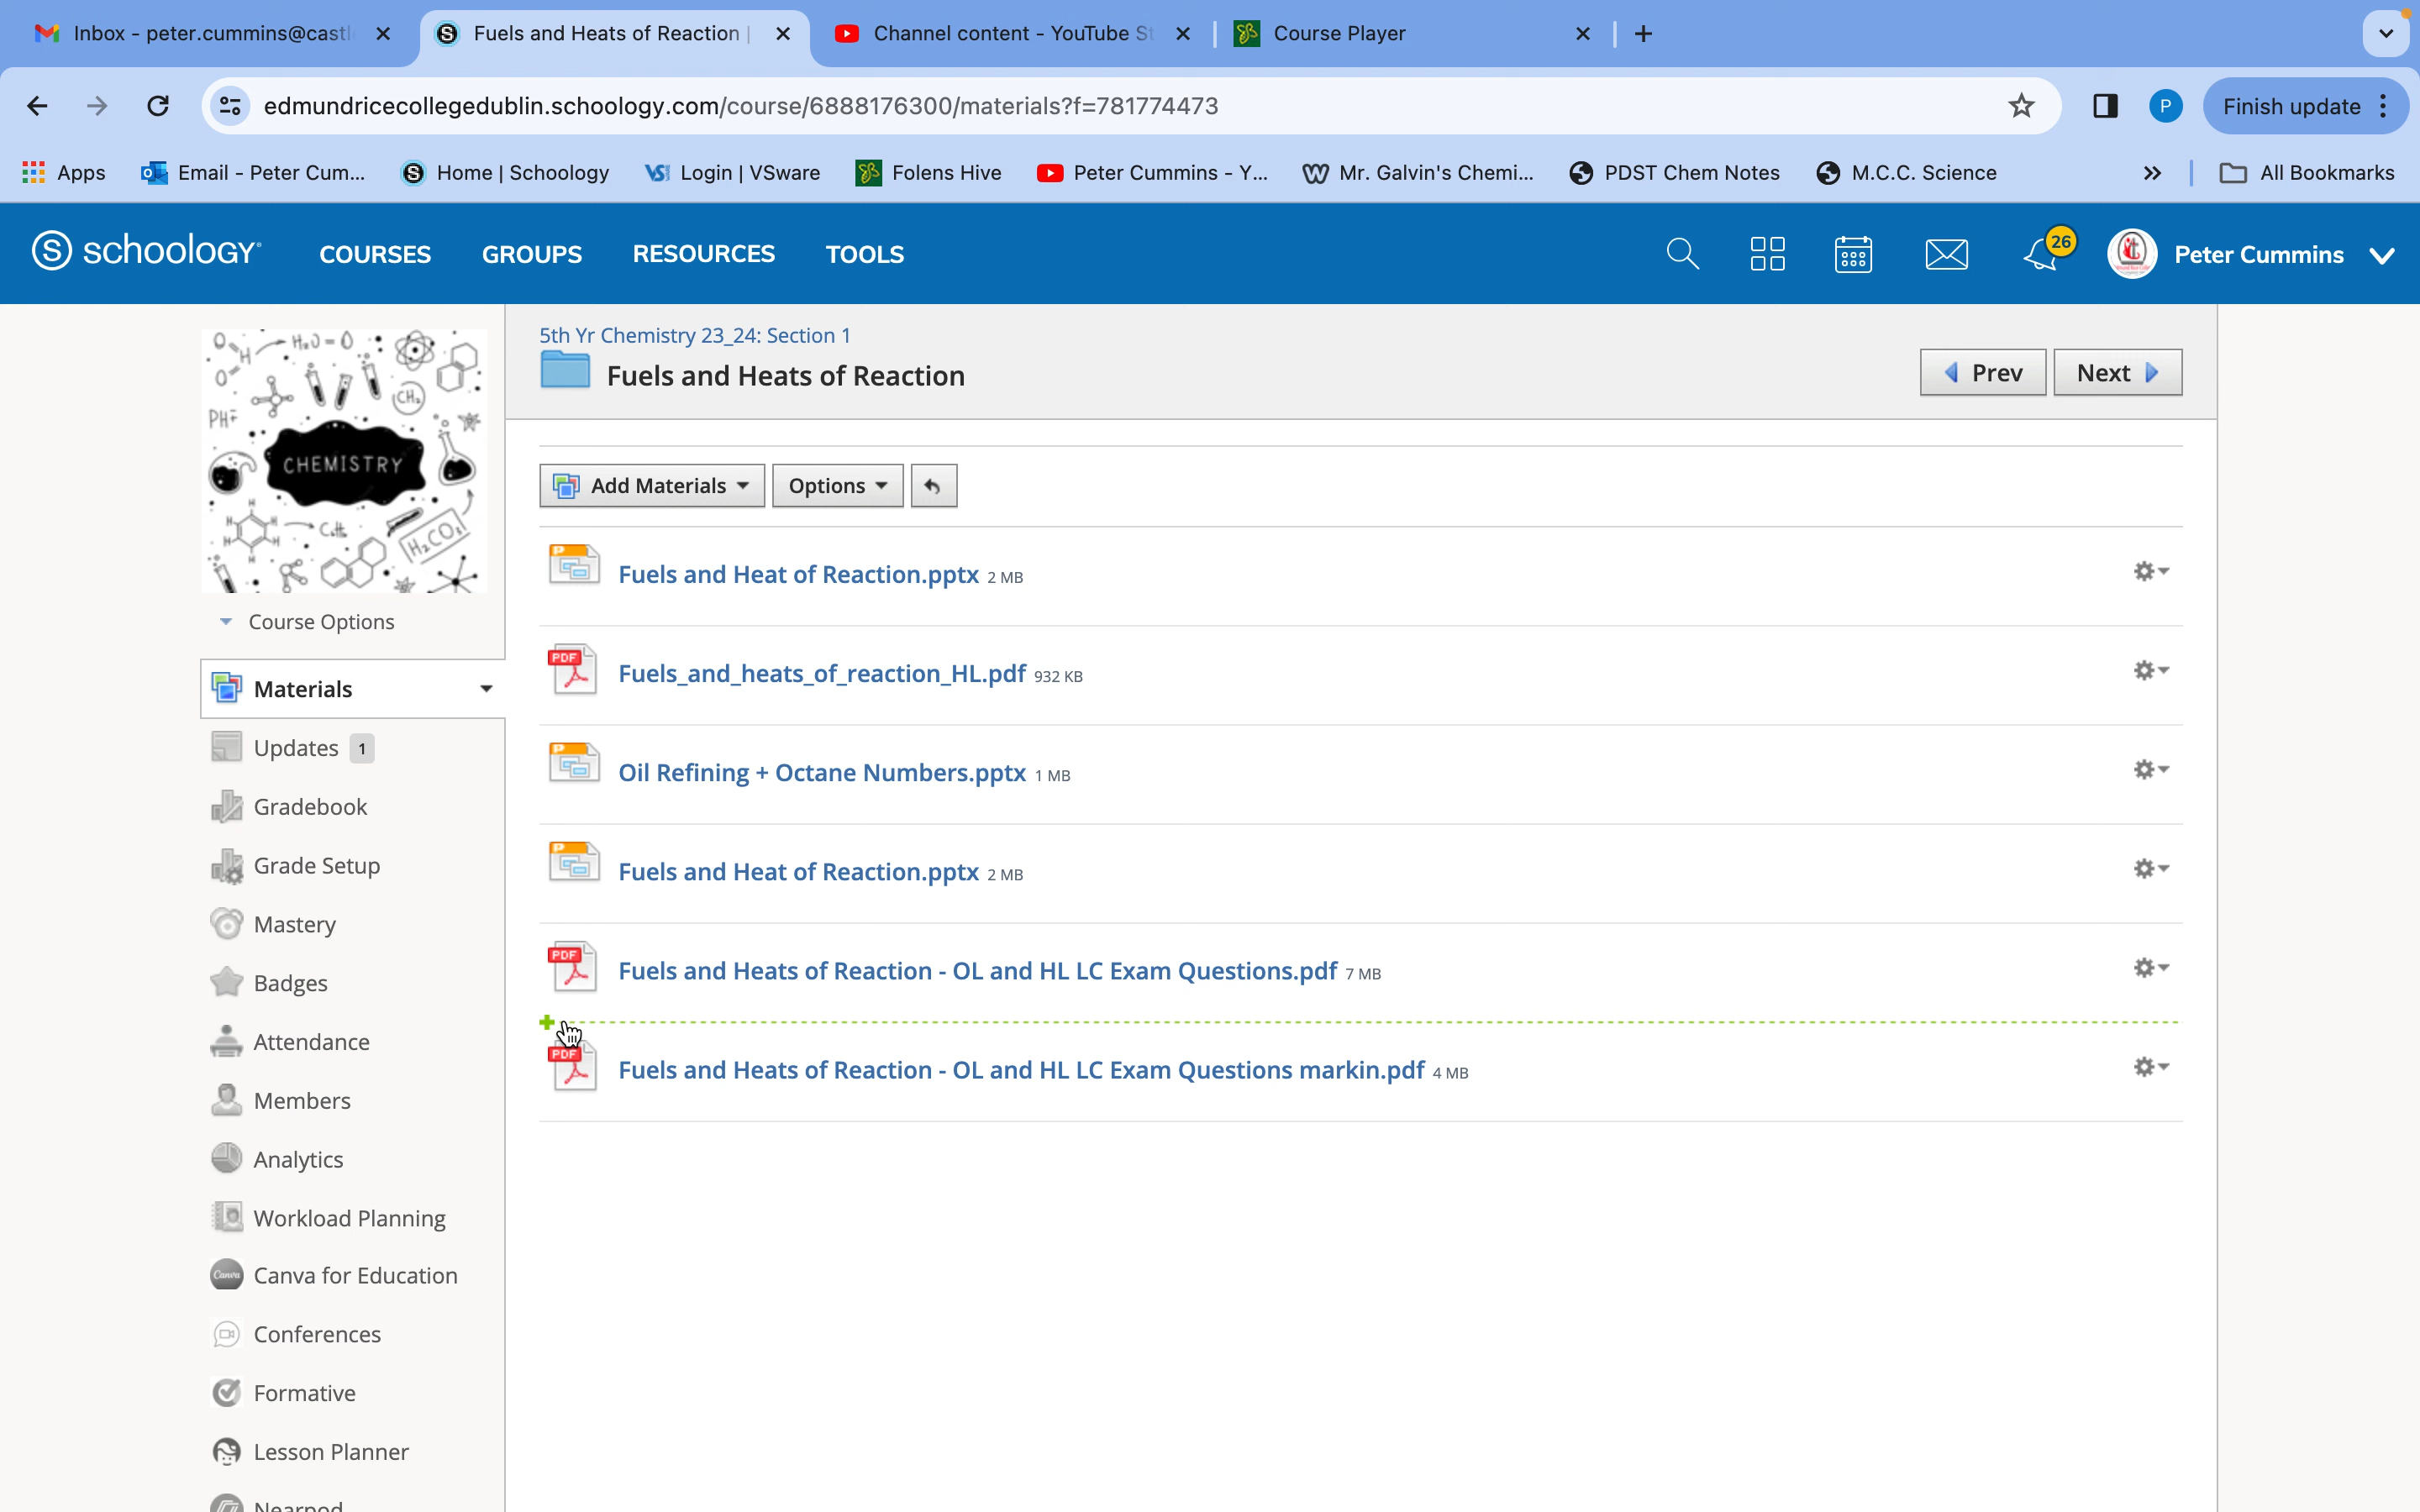 Inbox - peter.cummins@castl
Fuels and Heats of Reaction |
Channel content - YouTube St
Course Player
edmundricecollegedublin.schoology.com/course/6888176300/materials?f=781774473
P
Finish update
Apps
Email - Peter Cum...
Home | Schoology
Login | VSware
Folens Hive
Peter Cummins - Y...
Mr. Galvin's Chemi...
PDST Chem Notes
M.C.C. Science
All Bookmarks
S schoology
COURSES
GROUPS
RESOURCES
TOOLS
26
Peter Cummins
5th Yr Chemistry 23_24: Section 1
Fuels and Heats of Reaction
Prev
Next
CHEMISTRY
H₂CO₃
Course Options
Materials
Updates 1
Gradebook
Grade Setup
Mastery
Badges
Attendance
Members
Analytics
Workload Planning
Canva for Education
Conferences
Formative
Lesson Planner
Nearpod
Add Materials
Options
Fuels and Heat of Reaction.pptx 2 MB
Fuels_and_heats_of_reaction_HL.pdf 932 KB
Oil Refining + Octane Numbers.pptx 1 MB
Fuels and Heat of Reaction.pptx 2 MB
Fuels and Heats of Reaction - OL and HL LC Exam Questions.pdf 7 MB
Fuels and Heats of Reaction - OL and HL LC Exam Questions markin.pdf 4 MB